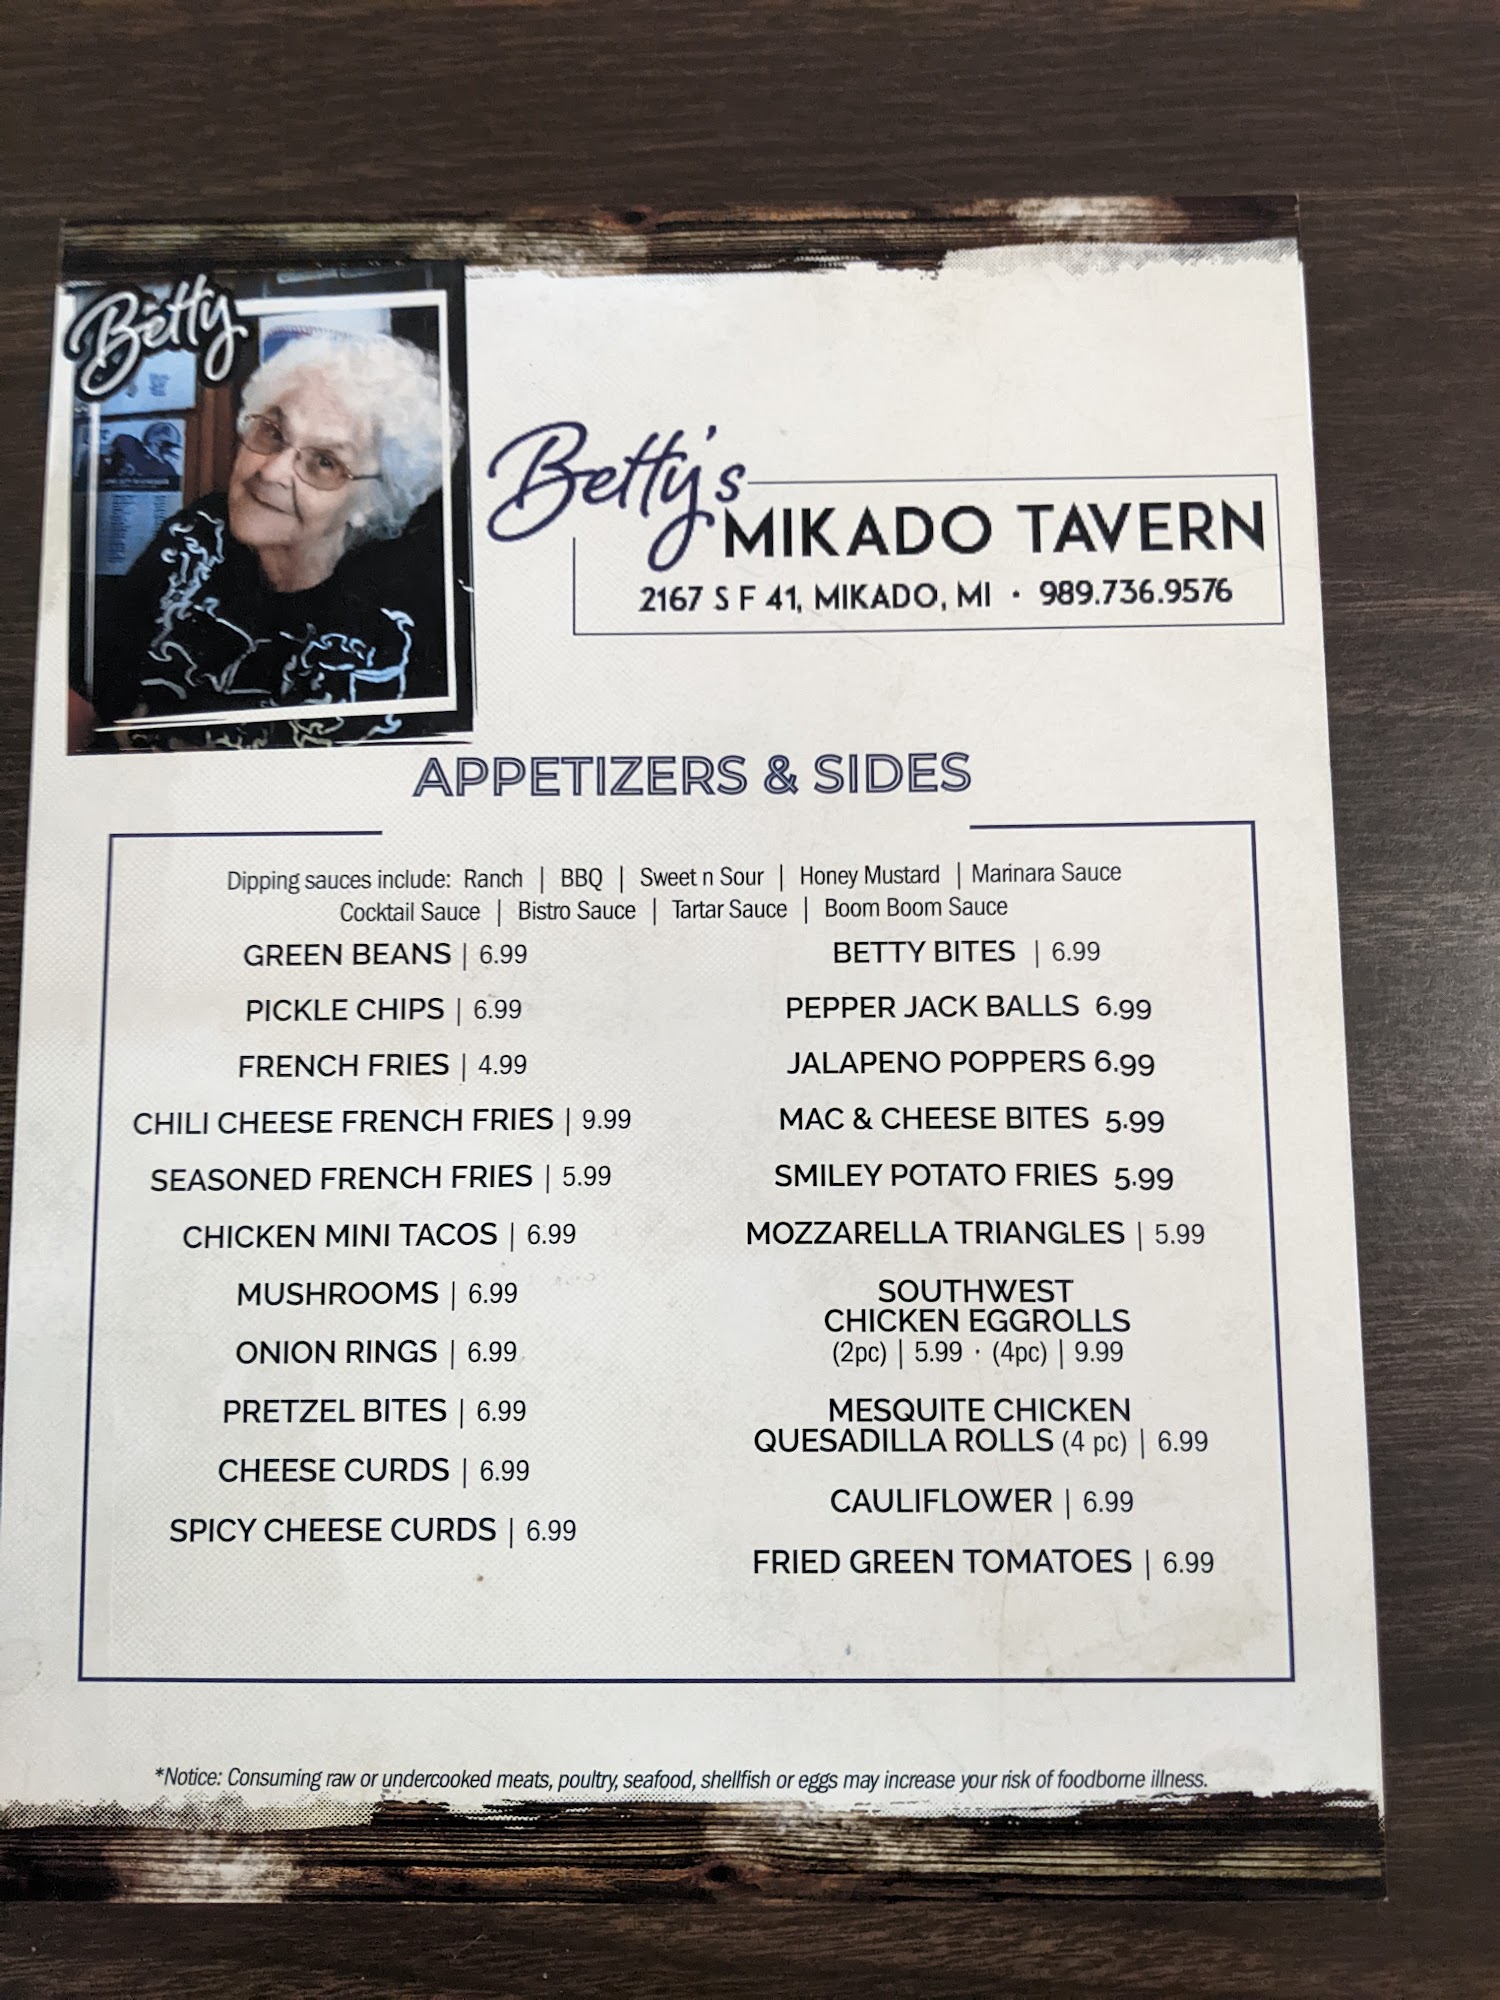 Betty
Betty's
MIKADO TAVERN
2167 S F 41, MIKADO, MI • 989.736.9576
APPETIZERS & SIDES
Dipping sauces include: Ranch | BBQ | Sweet n Sour | Honey Mustard | Marinara Sauce
Cocktail Sauce | Bistro Sauce | Tartar Sauce | Boom Boom Sauce
GREEN BEANS | 6.99
PICKLE CHIPS | 6.99
FRENCH FRIES | 4.99
CHILI CHEESE FRENCH FRIES | 9.99
SEASONED FRENCH FRIES | 5.99
CHICKEN MINI TACOS | 6.99
MUSHROOMS | 6.99
ONION RINGS | 6.99
PRETZEL BITES | 6.99
CHEESE CURDS | 6.99
SPICY CHEESE CURDS | 6.99
BETTY BITES | 6.99
PEPPER JACK BALLS 6.99
JALAPENO POPPERS 6.99
MAC & CHEESE BITES 5.99
SMILEY POTATO FRIES 5.99
MOZZARELLA TRIANGLES | 5.99
SOUTHWEST
CHICKEN EGGROLLS
(2pc) | 5.99 · (4pc) | 9.99
MESQUITE CHICKEN
QUESADILLA ROLLS (4 pc) | 6.99
CAULIFLOWER | 6.99
FRIED GREEN TOMATOES | 6.99
*Notice: Consuming raw or undercooked meats, poultry, seafood, shellfish or eggs may increase your risk of foodborne illness.